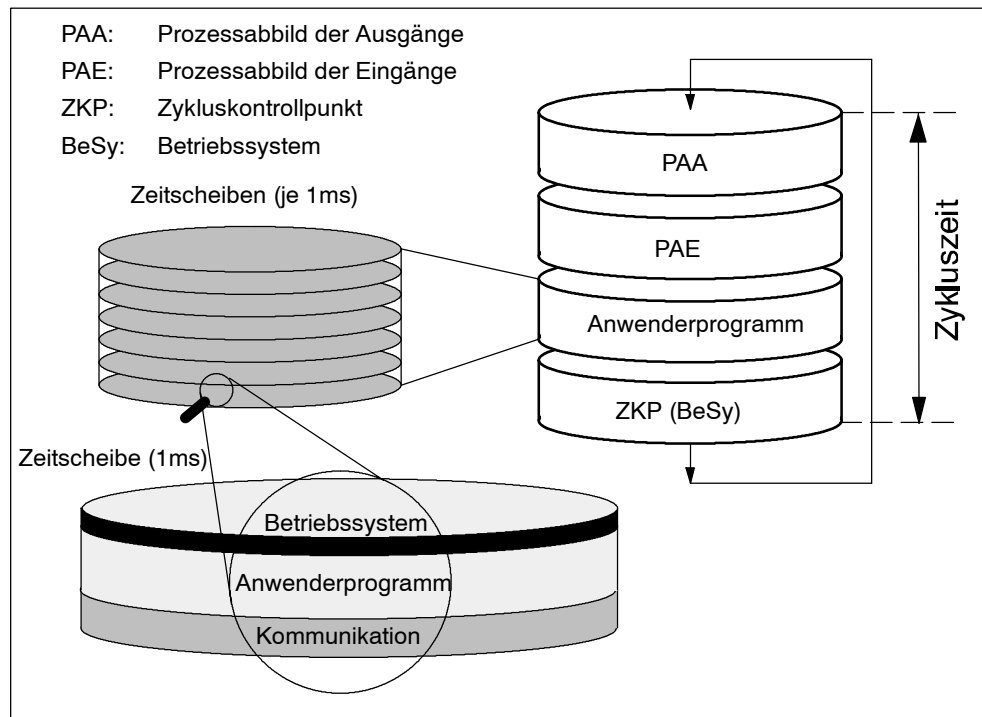 PAA: Prozessabbild der Ausgänge
PAE: Prozessabbild der Eingänge
ZKP: Zykluskontrollpunkt
BeSy: Betriebssystem
Zeitscheiben (je 1ms)
PAA
PAE
Anwenderprogramm
ZKP (BeSy)
Zykluszeit
Zeitscheibe (1ms)
Betriebssystem
Anwenderprogramm
Kommunikation